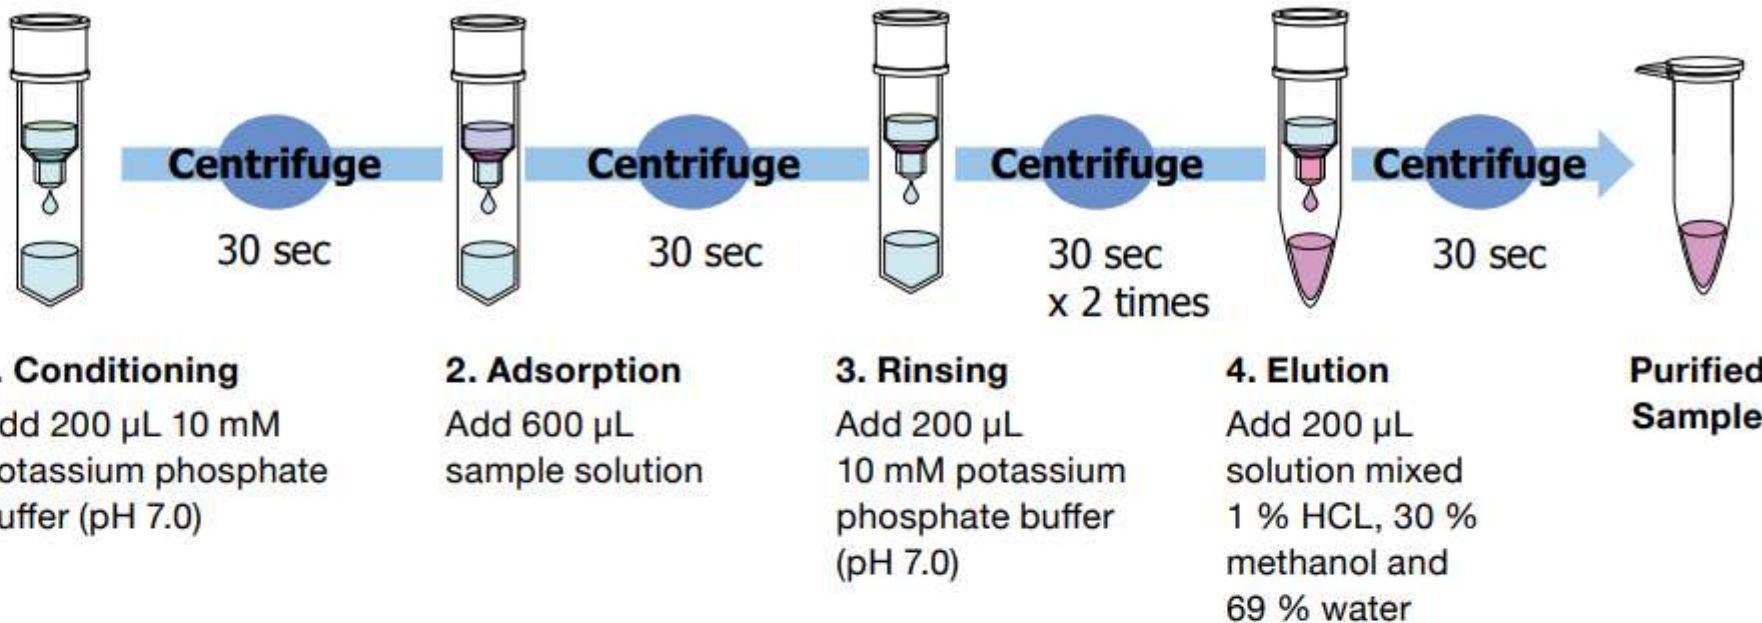 Centrifuge
Centrifuge
Centrifuge
Centrifuge
30 sec
30 sec
30 sec
x 2 times
30 sec
. Conditioning
dd 200 µL 10 mM
otassium phosphate
uffer (pH 7.0)
2. Adsorption
Add 600 µL
sample solution
3. Rinsing
Add 200 µL
10 mM potassium
phosphate buffer
(pH 7.0)
4. Elution
Add 200 µL
solution mixed
1 % HCL, 30 %
methanol and
69 % water
Purified
Sample